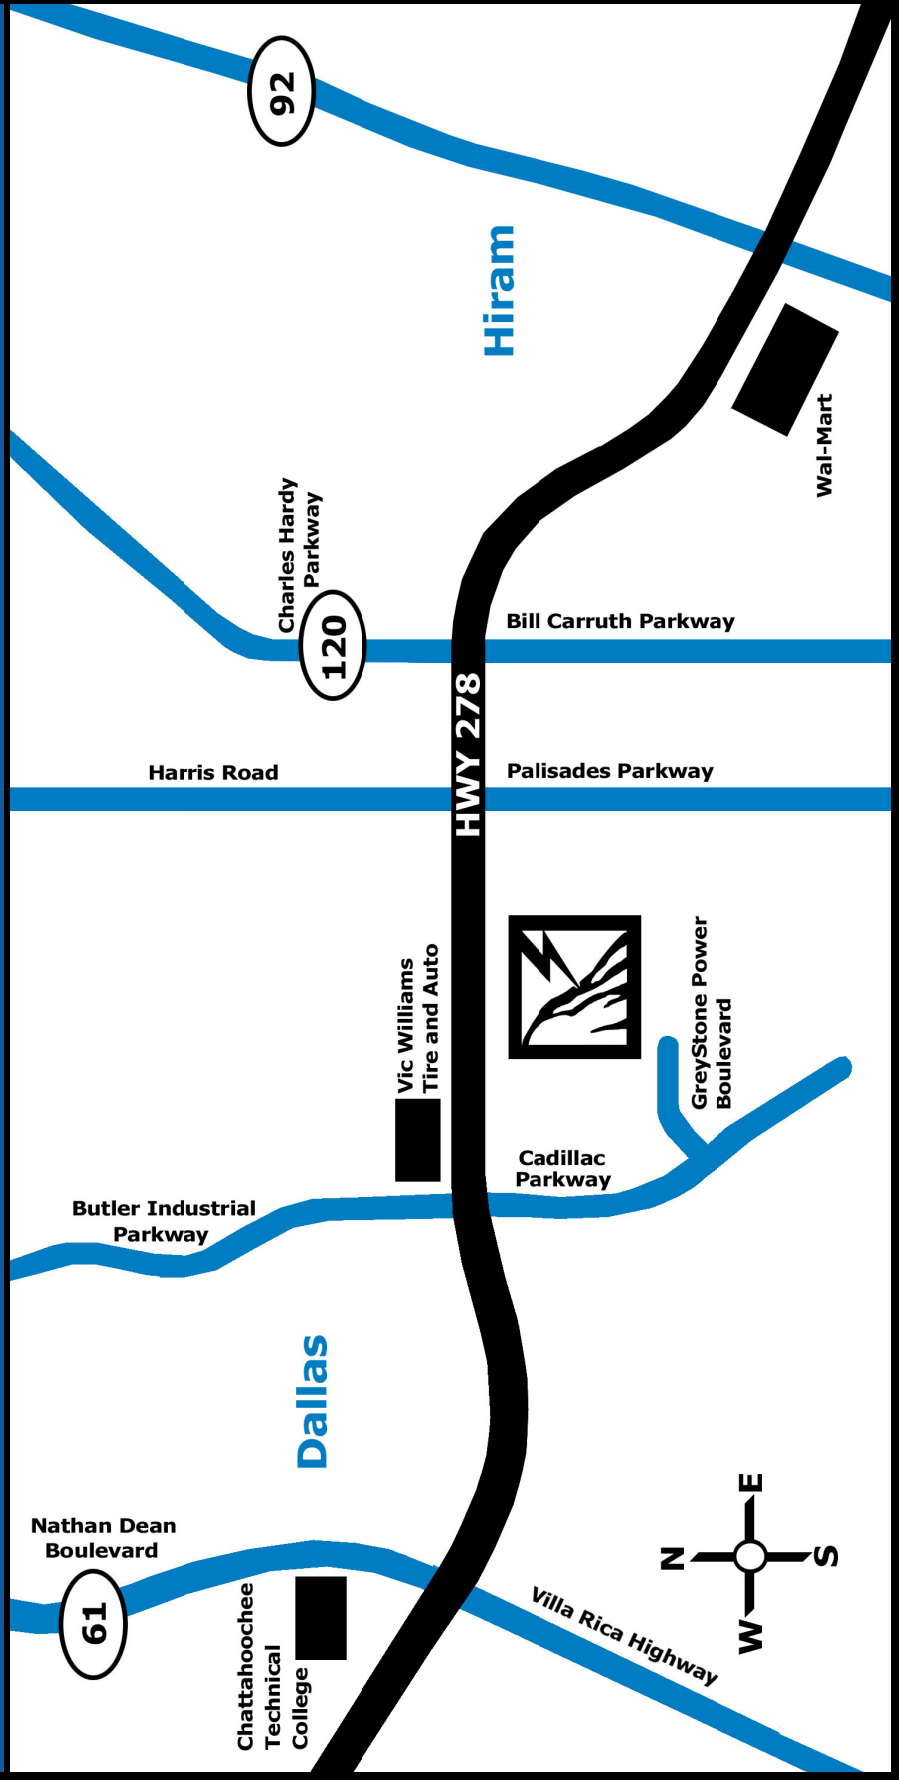 92
Hiram
Wal-Mart
Charles Hardy
Parkway
120
Bill Carruth Parkway
HWY 278
Harris Road
Palisades Parkway
Vic Williams
Tire and Auto
GreyStone Power
Boulevard
Cadillac
Parkway
Butler Industrial
Parkway
Dallas
Nathan Dean
Boulevard
61
Chattahoochee
Technical
College
Villa Rica Highway
N
E
S
W